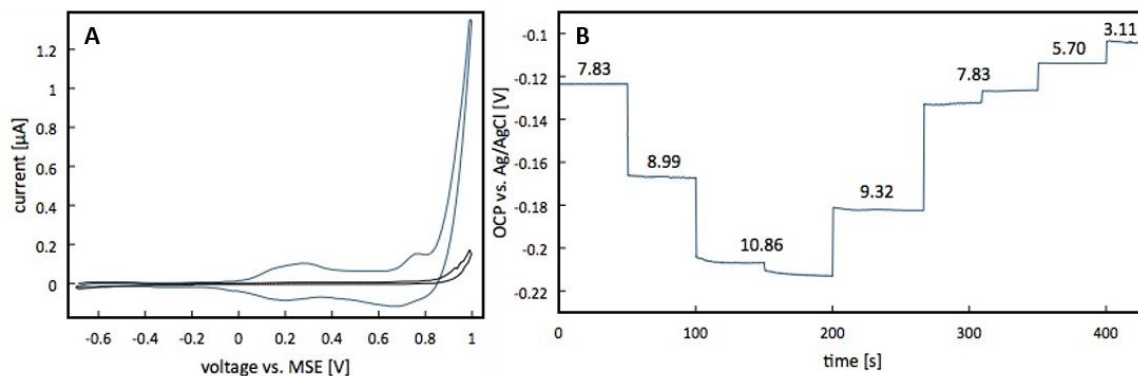 A
1.2
1
0.8
0.6
0.4
0.2
0
current [µA]
-0.6 -0.4 -0.2 0 0.2 0.4 0.6 0.8 1
voltage vs. MSE [V]
B
-0.1
-0.12
-0.16
-0.18
-0.2
-0.22
OCP vs. Ag/AgCl [V]
7.83
8.99
10.86
9.32
7.83
5.70
3.11
0 100 200 300 400
time [s]